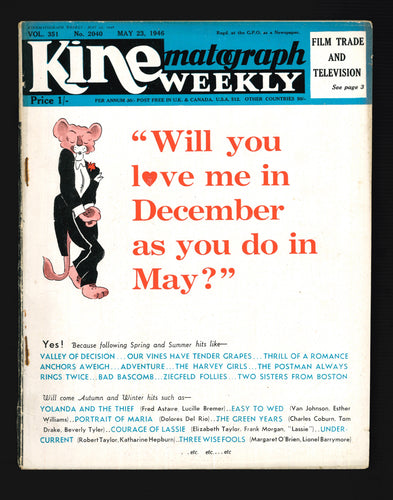 KINEMATOGRAPH WEEKLY, MAY 23, 1946
VOL. 351 No. 2040 MAY 23, 1946 Regd. at the G.P.O. as a Newspaper.
Kinematograph
WEEKLY
FILM TRADE
AND
TELEVISION
See page 3
Price 1/-
PER ANNUM 30/- POST FREE IN U.K. & CANADA, U.S.A. $12, OTHER COUNTRIES 50/-
“Will you
l♥ve me in
December
as you do in
May?”
Yes! Because following Spring and Summer hits like—
VALLEY OF DECISION...OUR VINES HAVE TENDER GRAPES...THRILL OF A ROMANCE
ANCHORS AWEIGH...ADVENTURE...THE HARVEY GIRLS...THE POSTMAN ALWAYS
RINGS TWICE...BAD BASCOMB...ZIEGFELD FOLLIES...TWO SISTERS FROM BOSTON
Will come Autumn and Winter hits such as—
YOLANDA AND THE THIEF (Fred Astaire, Lucille Bremer)...EASY TO WED (Van Johnson, Esther
Williams)...PORTRAIT OF MARIA (Dolores Del Rio)...THE GREEN YEARS (Charles Coburn, Tom
Drake, Beverly Tyler)...COURAGE OF LASSIE (Elizabeth Taylor, Frank Morgan, "Lassie")...UNDER-
CURRENT (Robert Taylor, Katharine Hepburn)...THREE WISE FOOLS (Margaret O'Brien, Lionel Barrymore)
...etc etc....etc